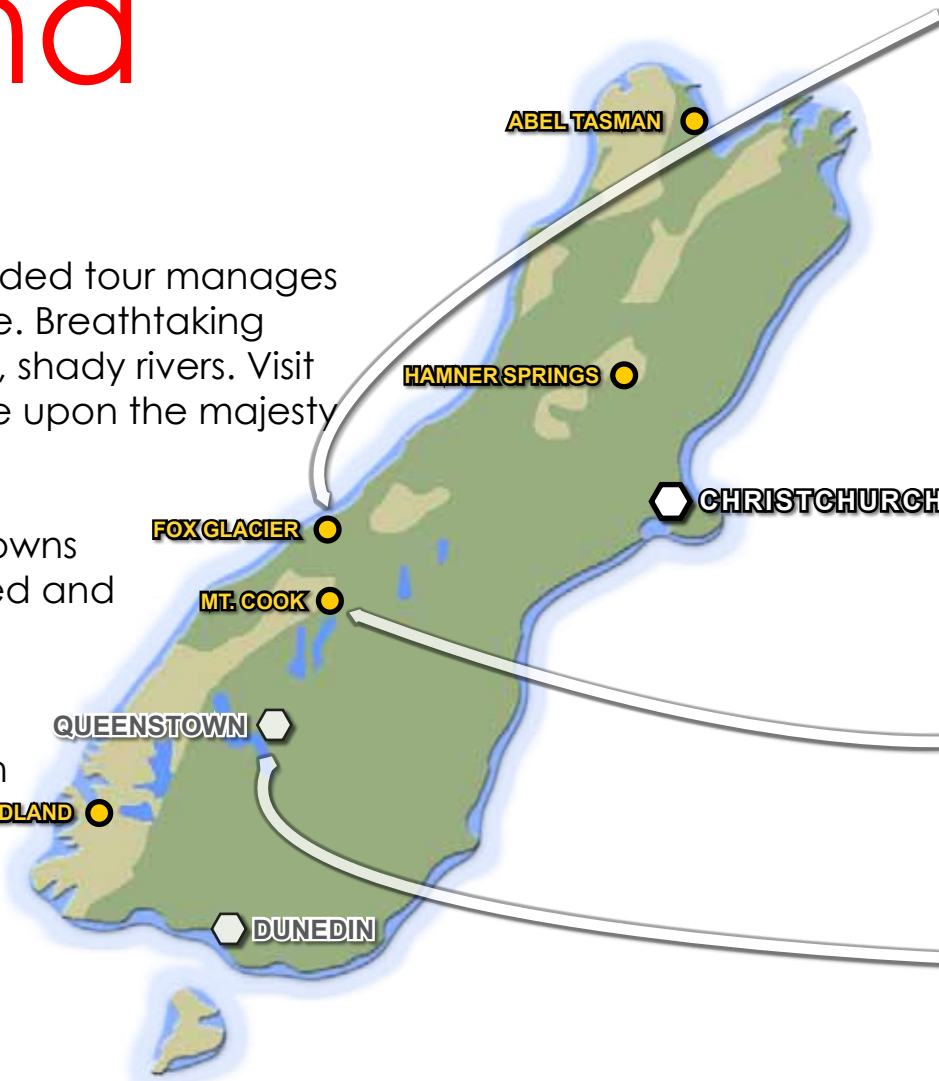 nd
ded tour manages
e. Breathtaking
, shady rivers. Visit
e upon the majesty
owns
ed and
n
ABEL TASMAN
HAMNER SPRINGS
CHRISTCHURCH
FOX GLACIER
MT. COOK
QUEENSTOWN
DLAND
DUNEDIN